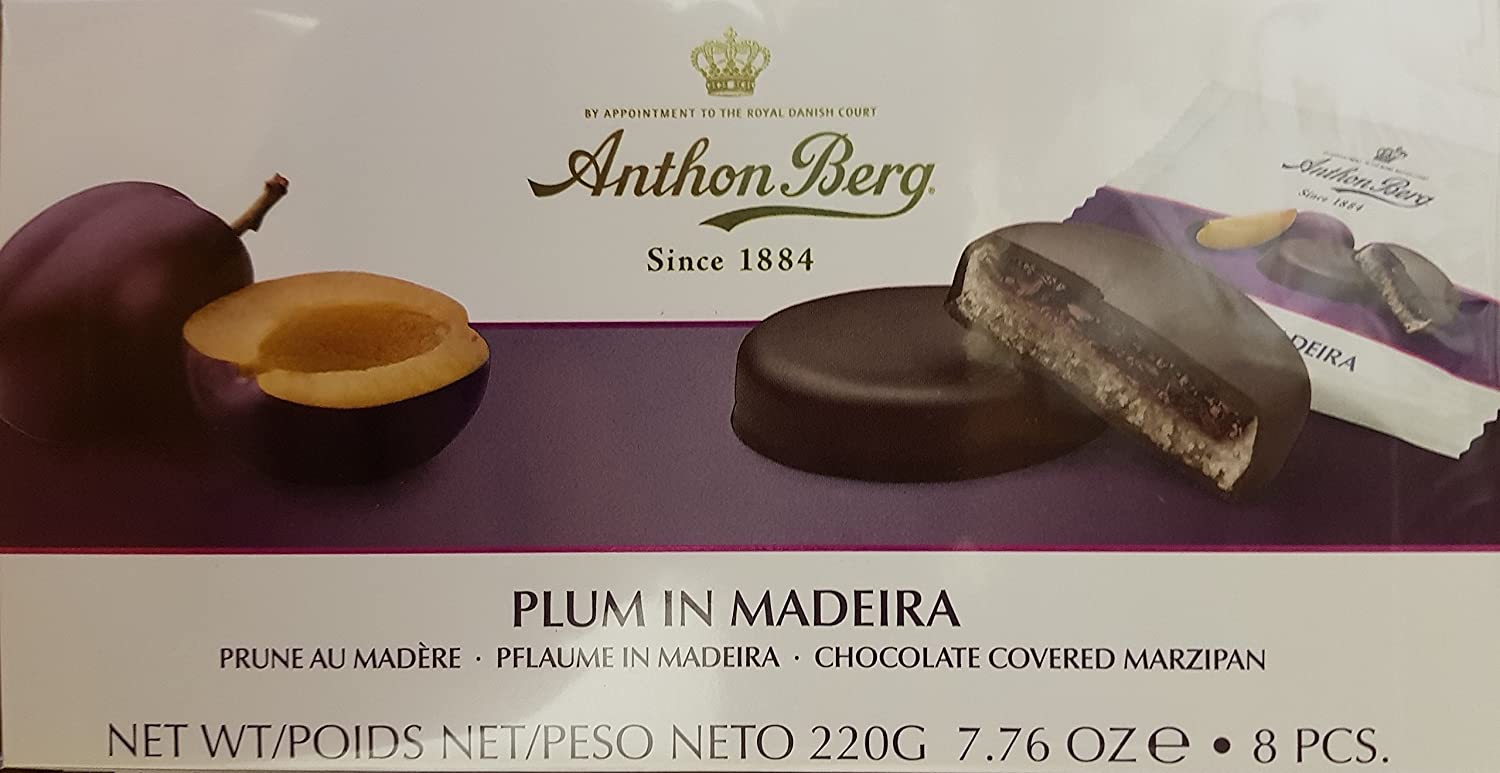 BY APPOINTMENT TO THE ROYAL DANISH COURT
Anthon Berg
Since 1884
Anthon Berg
Since 1884
DEIRA
PLUM IN MADEIRA
PRUNE AU MADÈRE · PFLAUME IN MADEIRA · CHOCOLATE COVERED MARZIPAN
NET WT/POIDS NET/PESO NETO 220G 7.76 OZ e • 8 PCS.